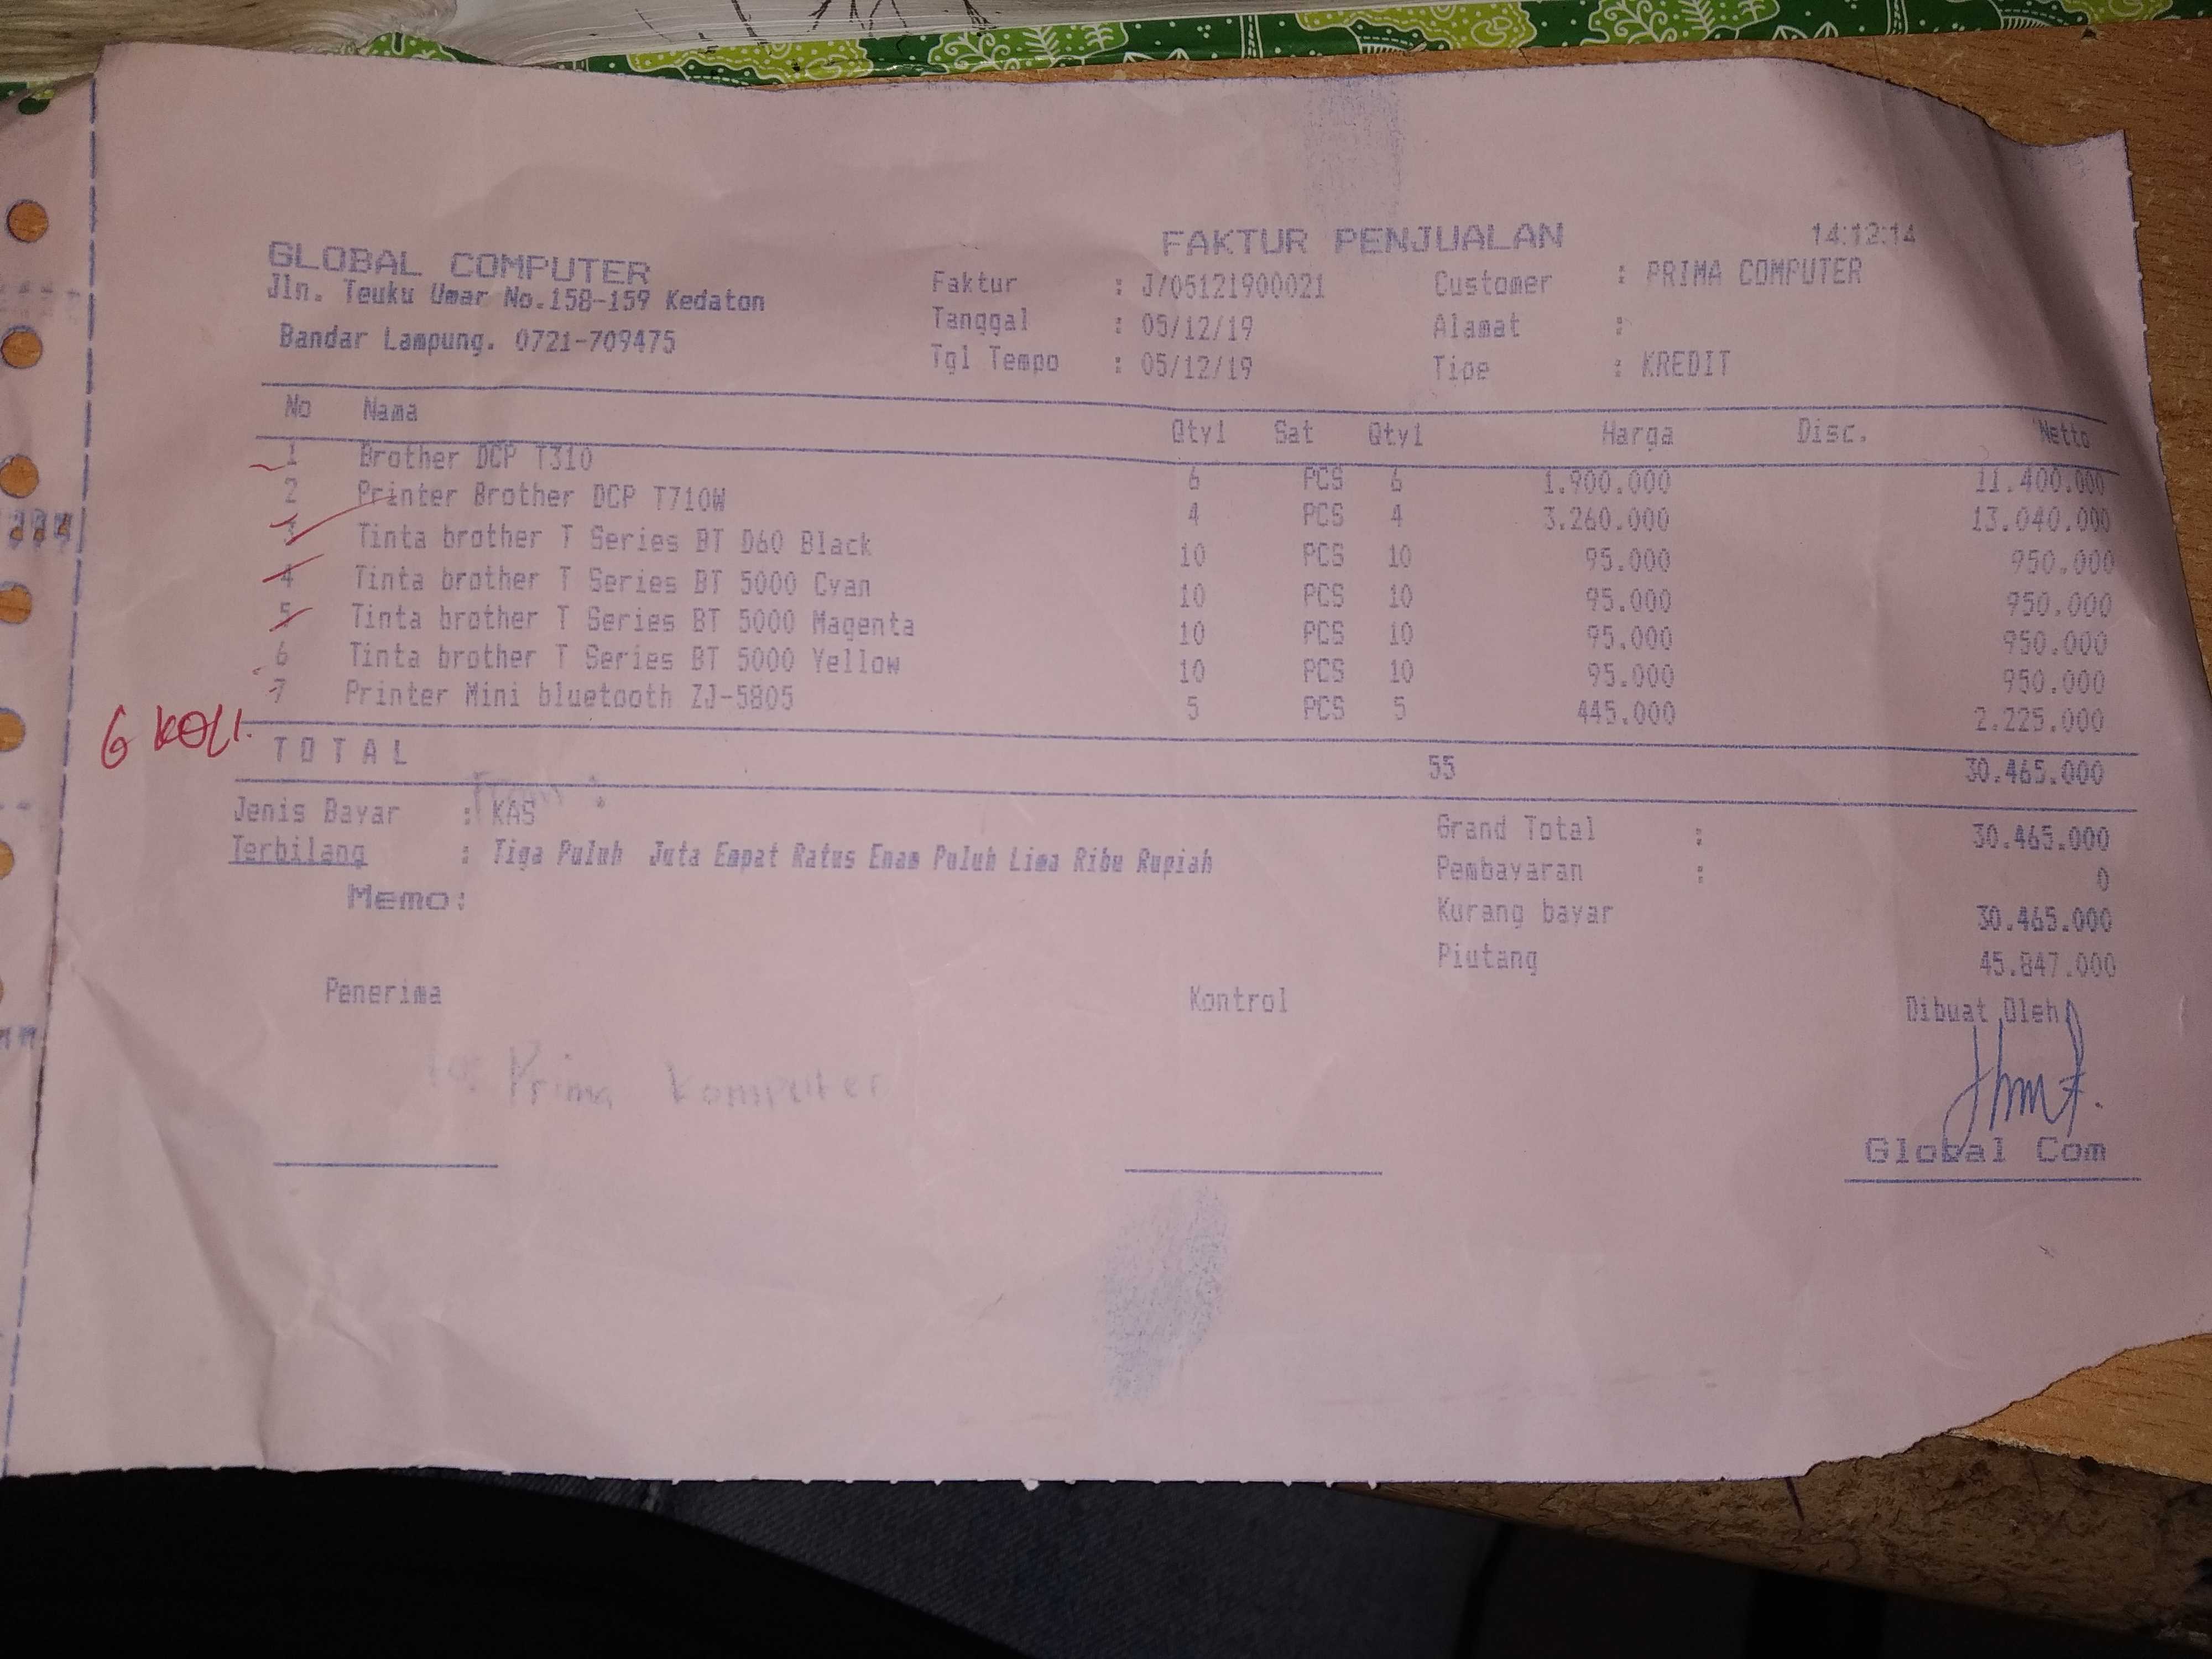 FAKTUR PENJUALAN 14:12:14
GLOBAL COMPUTER
Jln. Teuku Umar No.158-159 Kedaton
Bandar Lampung. 0721-709475
Faktur : J/05121900021
Tanggal : 05/12/19
Tgl Tempo : 05/12/19
Customer : PRIMA COMPUTER
Alamat :
Tipe : KREDIT
No Nama Qty1 Sat Qty1 Harga Disc. Netto
1 Brother DCP T310 6 PCS 6 1.900.000 11.400.000
2 Printer Brother DCP T710W 4 PCS 4 3.260.000 13.040.000
3 Tinta brother T Series BT D60 Black 10 PCS 10 95.000 950.000
4 Tinta brother T Series BT 5000 Cyan 10 PCS 10 95.000 950.000
5 Tinta brother T Series BT 5000 Magenta 10 PCS 10 95.000 950.000
6 Tinta brother T Series BT 5000 Yellow 10 PCS 10 95.000 950.000
7 Printer Mini bluetooth ZJ-5805 5 PCS 5 445.000 2.225.000
6 KOLI.
TOTAL 55 30.465.000
Jenis Bayar : KAS
Terbilang : Tiga Puluh Juta Empat Ratus Enam Puluh Lima Ribu Rupiah
Memo:
Grand Total : 30.465.000
Pembayaran : 0
Kurang bayar 30.465.000
Piutang 45.847.000
Penerima Kontrol Dibuat Oleh
Prima Komputer
Global Com